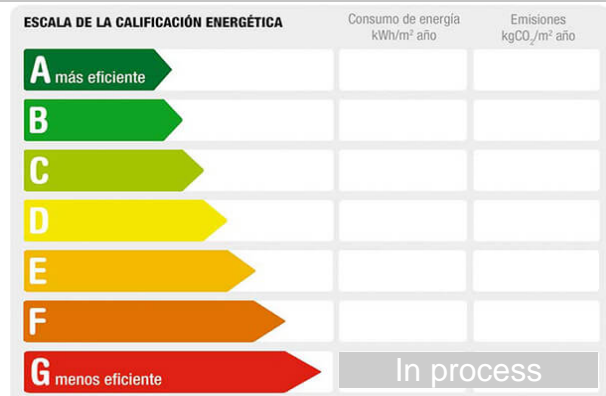 ESCALA DE LA CALIFICACIÓN ENERGÉTICA
Consumo de energía
kWh/m² año
Emisiones
kgCO₂/m² año
A más eficiente
B
C
D
E
F
G menos eficiente
In process